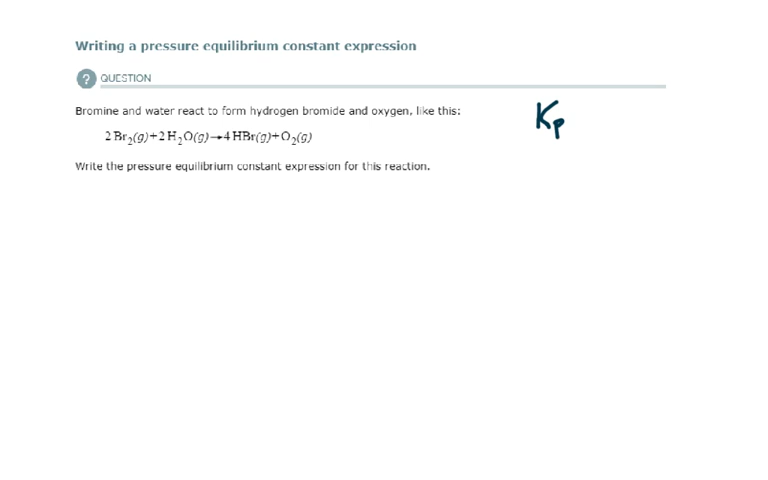 Writing a pressure equilibrium constant expression
? QUESTION
Bromine and water react to form hydrogen bromide and oxygen, like this:
Kp
2 Br₂(g)+2 H₂O(g)→4 HBr(g)+O₂(g)
Write the pressure equilibrium constant expression for this reaction.